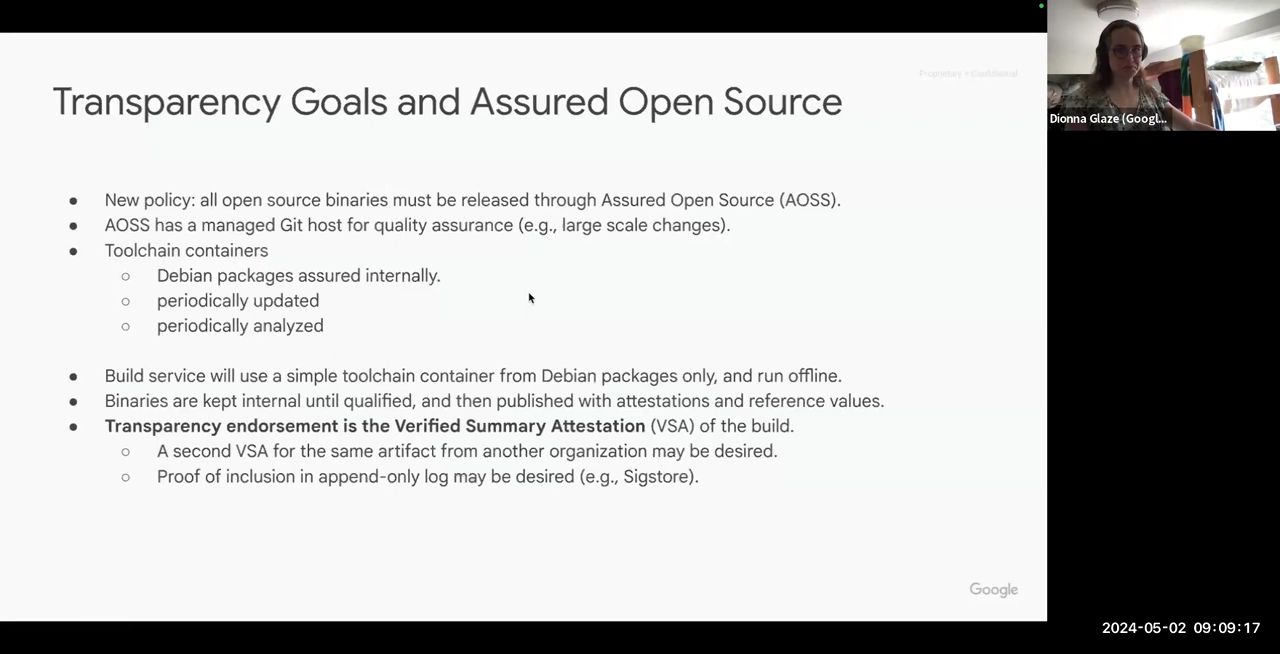 Proprietary + Confidential
Transparency Goals and Assured Open Source
● New policy: all open source binaries must be released through Assured Open Source (AOSS).
● AOSS has a managed Git host for quality assurance (e.g., large scale changes).
● Toolchain containers
○ Debian packages assured internally.
○ periodically updated
○ periodically analyzed
● Build service will use a simple toolchain container from Debian packages only, and run offline.
● Binaries are kept internal until qualified, and then published with attestations and reference values.
● Transparency endorsement is the Verified Summary Attestation (VSA) of the build.
○ A second VSA for the same artifact from another organization may be desired.
○ Proof of inclusion in append-only log may be desired (e.g., Sigstore).
Google
Dionna Glaze (Googl...
2024-05-02 09:09:17